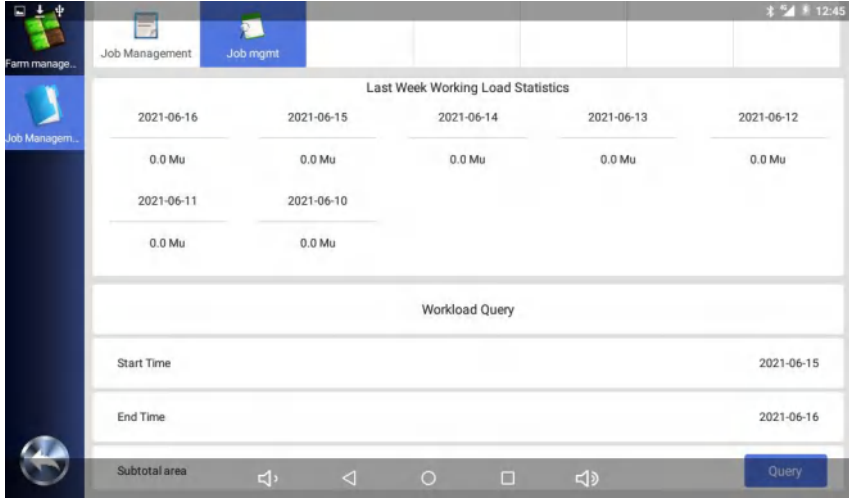 12:45
Farm manage..
Job Management
Job mgmt
Job Managem..
Last Week Working Load Statistics
2021-06-16 2021-06-15 2021-06-14 2021-06-13 2021-06-12
0.0 Mu 0.0 Mu 0.0 Mu 0.0 Mu 0.0 Mu
2021-06-11 2021-06-10
0.0 Mu 0.0 Mu
Workload Query
Start Time 2021-06-15
End Time 2021-06-16
Subtotal area Query